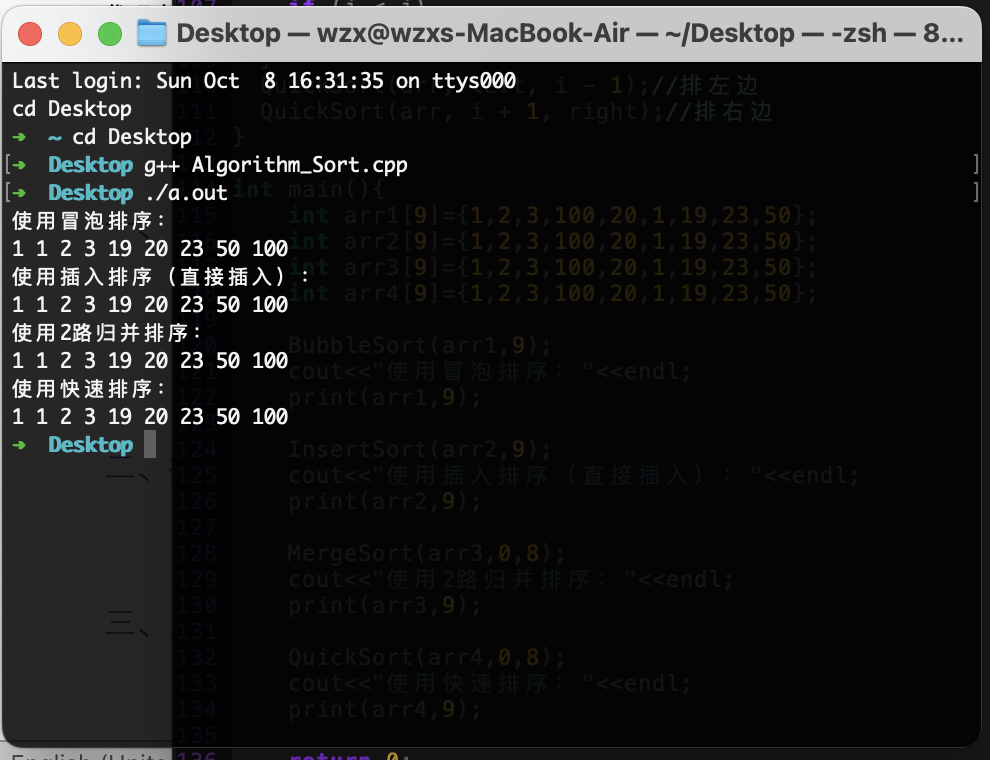 Desktop — wzx@wzxs-MacBook-Air — ~/Desktop — -zsh — 8...
Last login: Sun Oct  8 16:31:35 on ttys000
cd Desktop
➜  ~ cd Desktop
[➜  Desktop g++ Algorithm_Sort.cpp ]
[➜  Desktop ./a.out ]
使用冒泡排序：
1 1 2 3 19 20 23 50 100
使用插入排序（直接插入）：
1 1 2 3 19 20 23 50 100
使用2路归并排序：
1 1 2 3 19 20 23 50 100
使用快速排序：
1 1 2 3 19 20 23 50 100
➜  Desktop
i - 1);//排左边
111 QuickSort(arr, i + 1, right);//排右边
}
int main(){
115 int arr1[9]={1,2,3,100,20,1,19,23,50};
int arr2[9]={1,2,3,100,20,1,19,23,50};
int arr3[9]={1,2,3,100,20,1,19,23,50};
int arr4[9]={1,2,3,100,20,1,19,23,50};
BubbleSort(arr1,9);
cout<<"使用冒泡排序："<<endl;
print(arr1,9);
124 InsertSort(arr2,9);
125 cout<<"使用插入排序（直接插入）："<<endl;
126 print(arr2,9);
127
128 MergeSort(arr3,0,8);
129 cout<<"使用2路归并排序："<<endl;
130 print(arr3,9);
131
132 QuickSort(arr4,0,8);
133 cout<<"使用快速排序："<<endl;
134 print(arr4,9);
135
136 return 0;
二、
三、